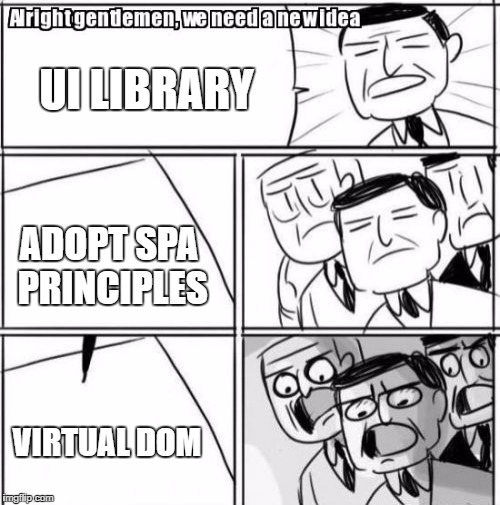 Alright gentlemen, we need a new idea
UI LIBRARY
ADOPT SPA
PRINCIPLES
VIRTUAL DOM
imgflip.com